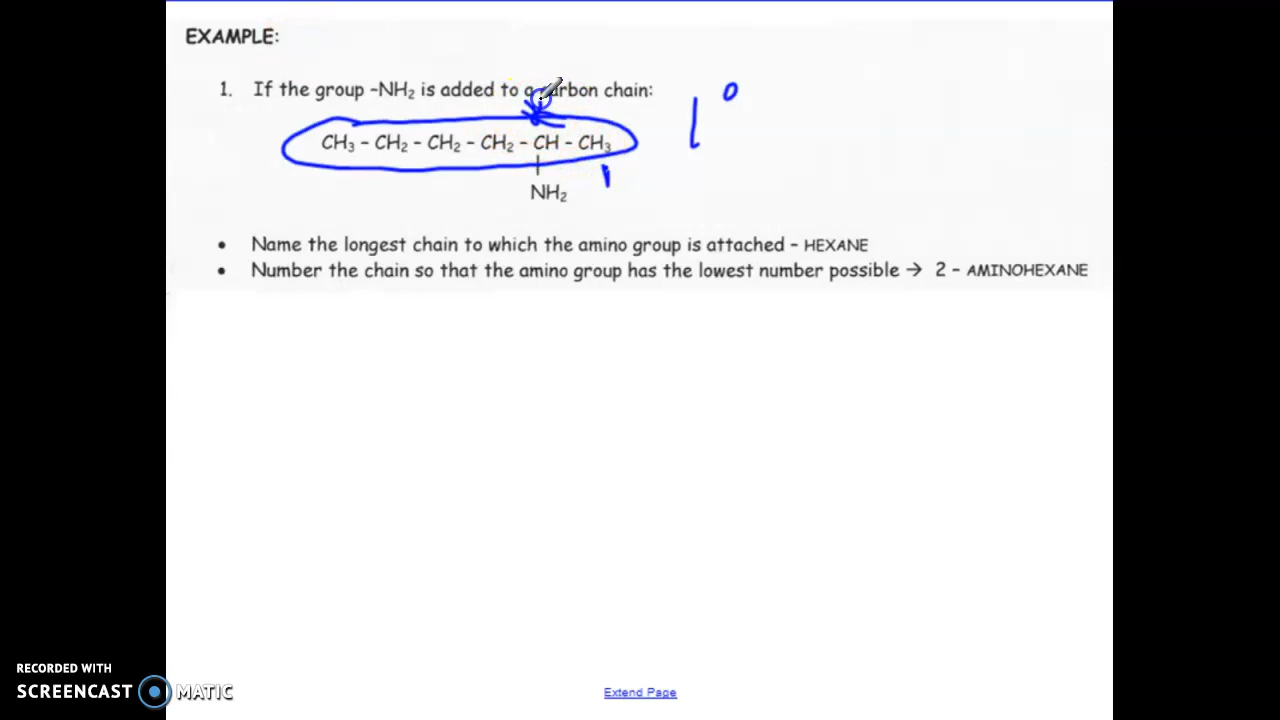 EXAMPLE:
1. If the group -NH₂ is added to a carbon chain:
1°
CH₃ - CH₂ - CH₂ - CH₂ - CH - CH₃
1
NH₂
• Name the longest chain to which the amino group is attached - HEXANE
• Number the chain so that the amino group has the lowest number possible → 2 - AMINOHEXANE
RECORDED WITH
SCREENCAST MATIC
Extend Page